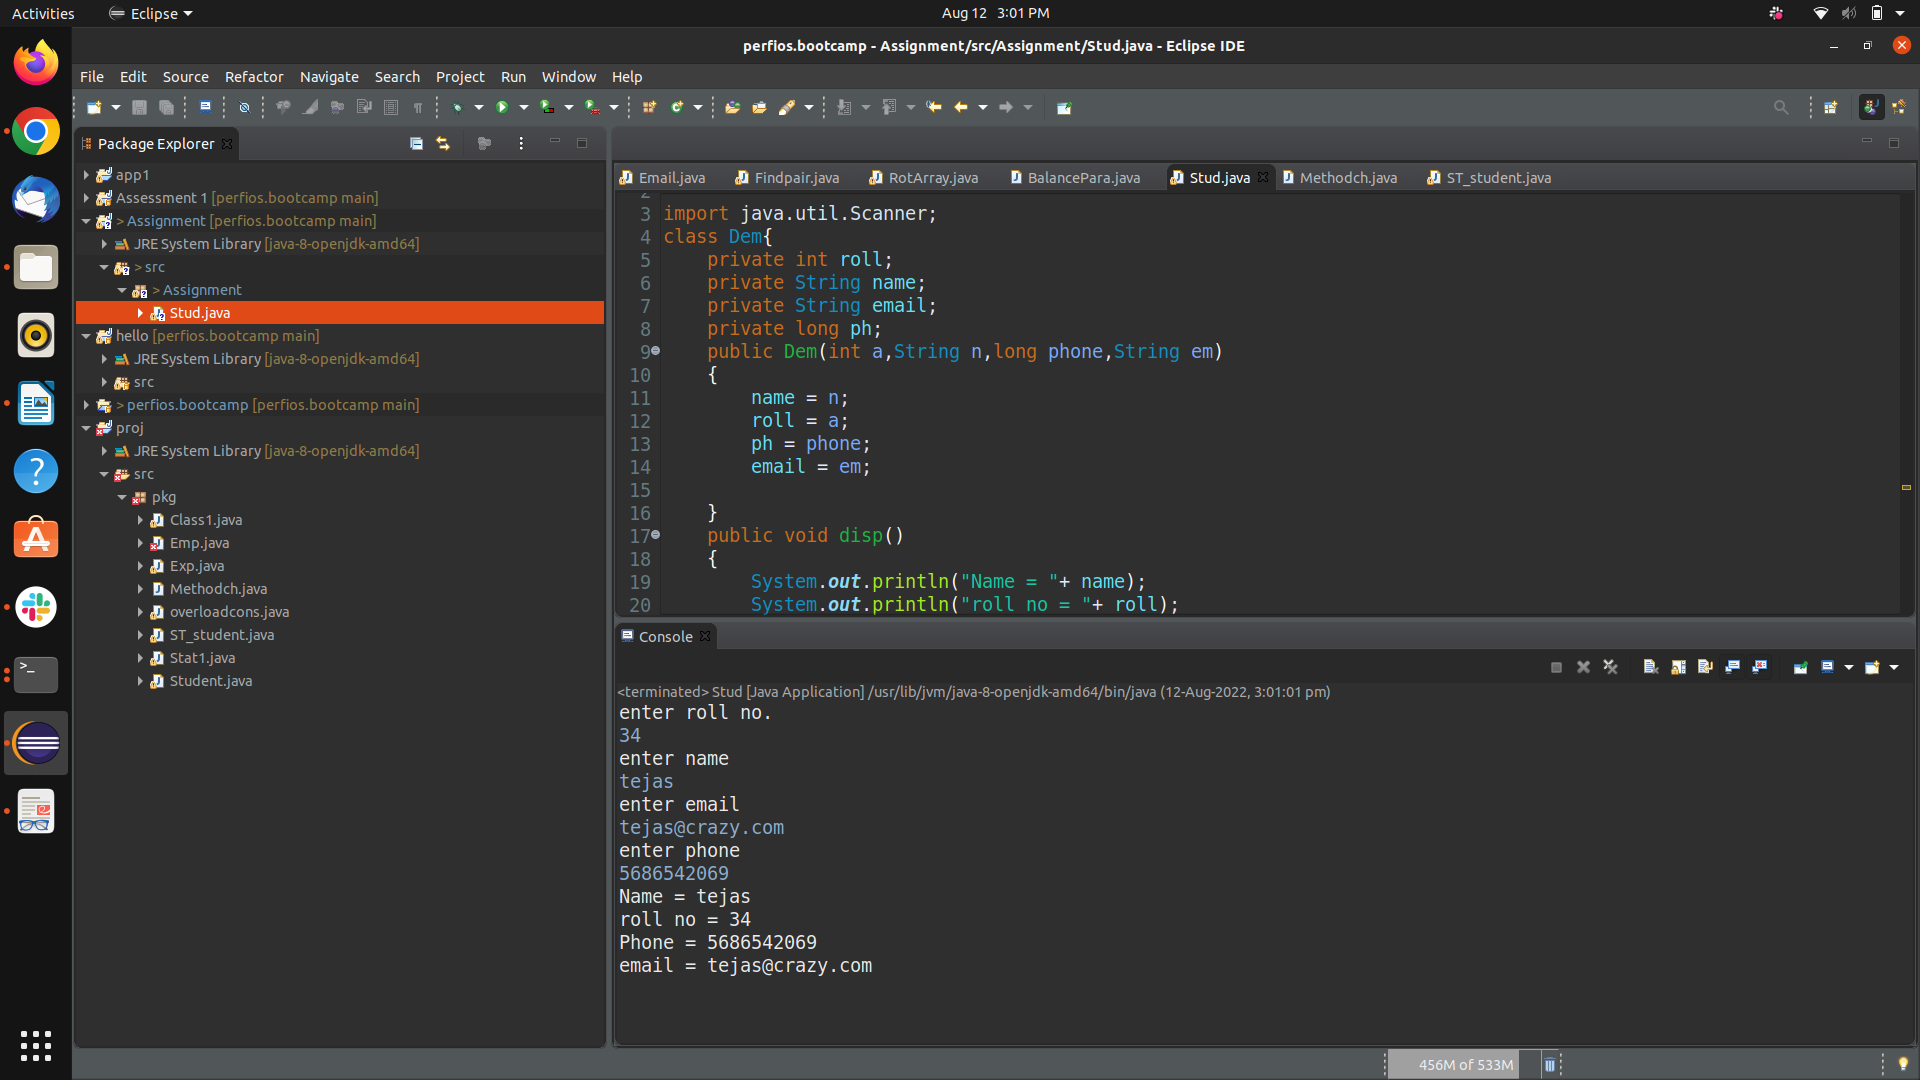 Activities
Eclipse
Aug 12 3:01 PM
perfios.bootcamp - Assignment/src/Assignment/Stud.java - Eclipse IDE
File Edit Source Refactor Navigate Search Project Run Window Help
Package Explorer
app1
Assessment 1 [perfios.bootcamp main]
> Assignment [perfios.bootcamp main]
JRE System Library [java-8-openjdk-amd64]
> src
> Assignment
Stud.java
hello [perfios.bootcamp main]
JRE System Library [java-8-openjdk-amd64]
src
> perfios.bootcamp [perfios.bootcamp main]
proj
JRE System Library [java-8-openjdk-amd64]
src
pkg
Class1.java
Emp.java
Exp.java
Methodch.java
overloadcons.java
ST_student.java
Stat1.java
Student.java
Email.java Findpair.java RotArray.java BalancePara.java Stud.java Methodch.java ST_student.java
3 import java.util.Scanner;
4 class Dem{
5 private int roll;
6 private String name;
7 private String email;
8 private long ph;
9 public Dem(int a,String n,long phone,String em)
10 {
11 name = n;
12 roll = a;
13 ph = phone;
14 email = em;
15
16 }
17 public void disp()
18 {
19 System.out.println("Name = "+ name);
20 System.out.println("roll no = "+ roll);
Console
<terminated> Stud [Java Application] /usr/lib/jvm/java-8-openjdk-amd64/bin/java (12-Aug-2022, 3:01:01 pm)
enter roll no.
34
enter name
tejas
enter email
tejas@crazy.com
enter phone
5686542069
Name = tejas
roll no = 34
Phone = 5686542069
email = tejas@crazy.com
456M of 533M